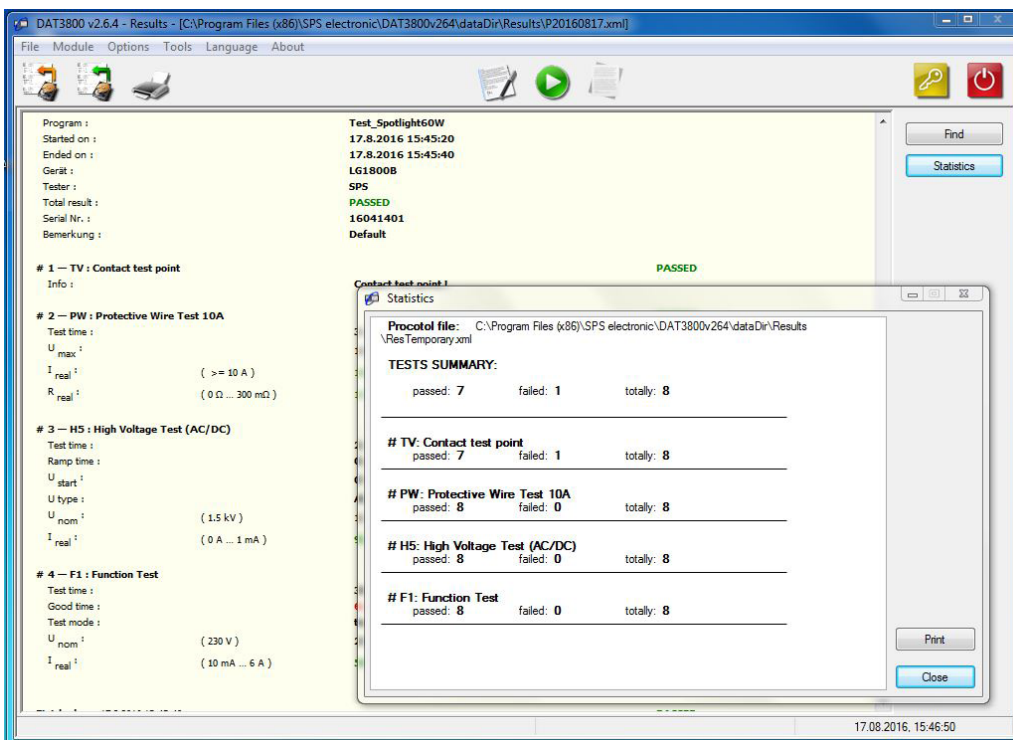 DAT3800 v2.6.4 - Results - [C:\Program Files (x86)\SPS electronic\DAT3800v264\dataDir\Results\P20160817.xml]
File Module Options Tools Language About
Program : Test_Spotlight60W
Started on : 17.8.2016 15:45:20
Ended on : 17.8.2016 15:45:40
Gerät : LG1800B
Tester : SPS
Total result : PASSED
Serial Nr. : 16041401
Bemerkung : Default
Find
Statistics
# 1 — TV : Contact test point PASSED
Info : Contact test point
# 2 — PW : Protective Wire Test 10A
Test time :
U max :
I real : ( >= 10 A )
R real : ( 0 Ω ... 300 mΩ )
# 3 — H5 : High Voltage Test (AC/DC)
Test time :
Ramp time :
U start :
U type :
U nom : ( 1.5 kV )
I real : ( 0 A ... 1 mA )
# 4 — F1 : Function Test
Test time :
Good time :
Test mode :
U nom : ( 230 V )
I real : ( 10 mA ... 6 A )
Statistics
Procotol file: C:\Program Files (x86)\SPS electronic\DAT3800v264\dataDir\Results
\ResTemporary.xml
TESTS SUMMARY:
passed: 7 failed: 1 totally: 8
# TV: Contact test point
passed: 7 failed: 1 totally: 8
# PW: Protective Wire Test 10A
passed: 8 failed: 0 totally: 8
# H5: High Voltage Test (AC/DC)
passed: 8 failed: 0 totally: 8
# F1: Function Test
passed: 8 failed: 0 totally: 8
Print
Close
17.08.2016, 15:46:50